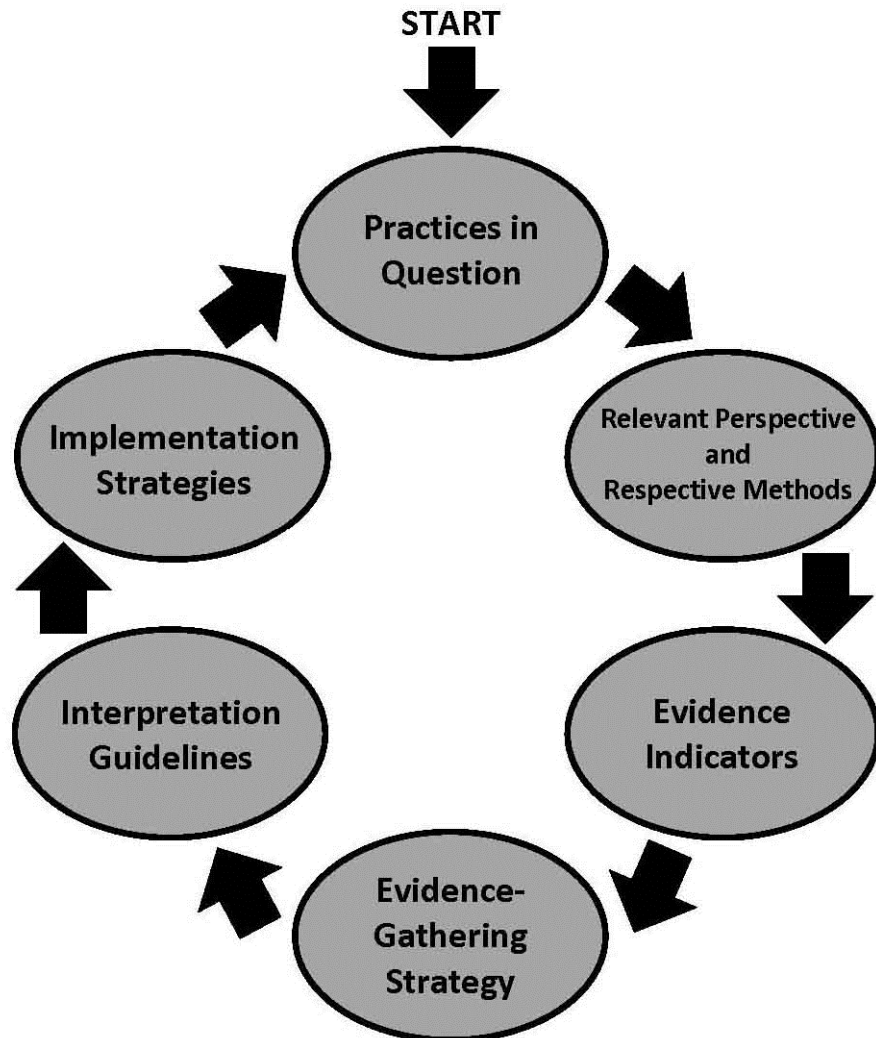 START
Practices in
Question
Relevant Perspective
and
Respective Methods
Evidence
Indicators
Evidence-
Gathering
Strategy
Interpretation
Guidelines
Implementation
Strategies